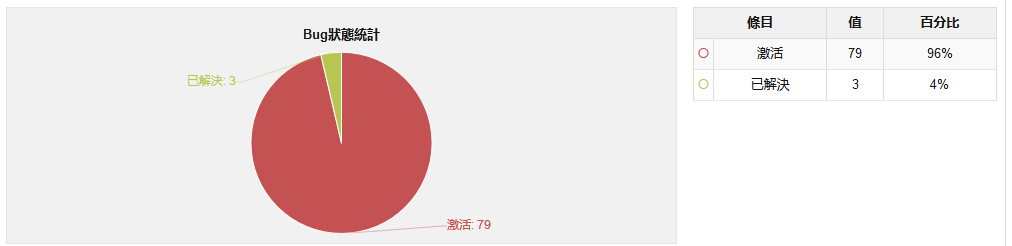 Bug狀態統計
已解決: 3
激活: 79
條目 值 百分比
激活 79 96%
已解決 3 4%